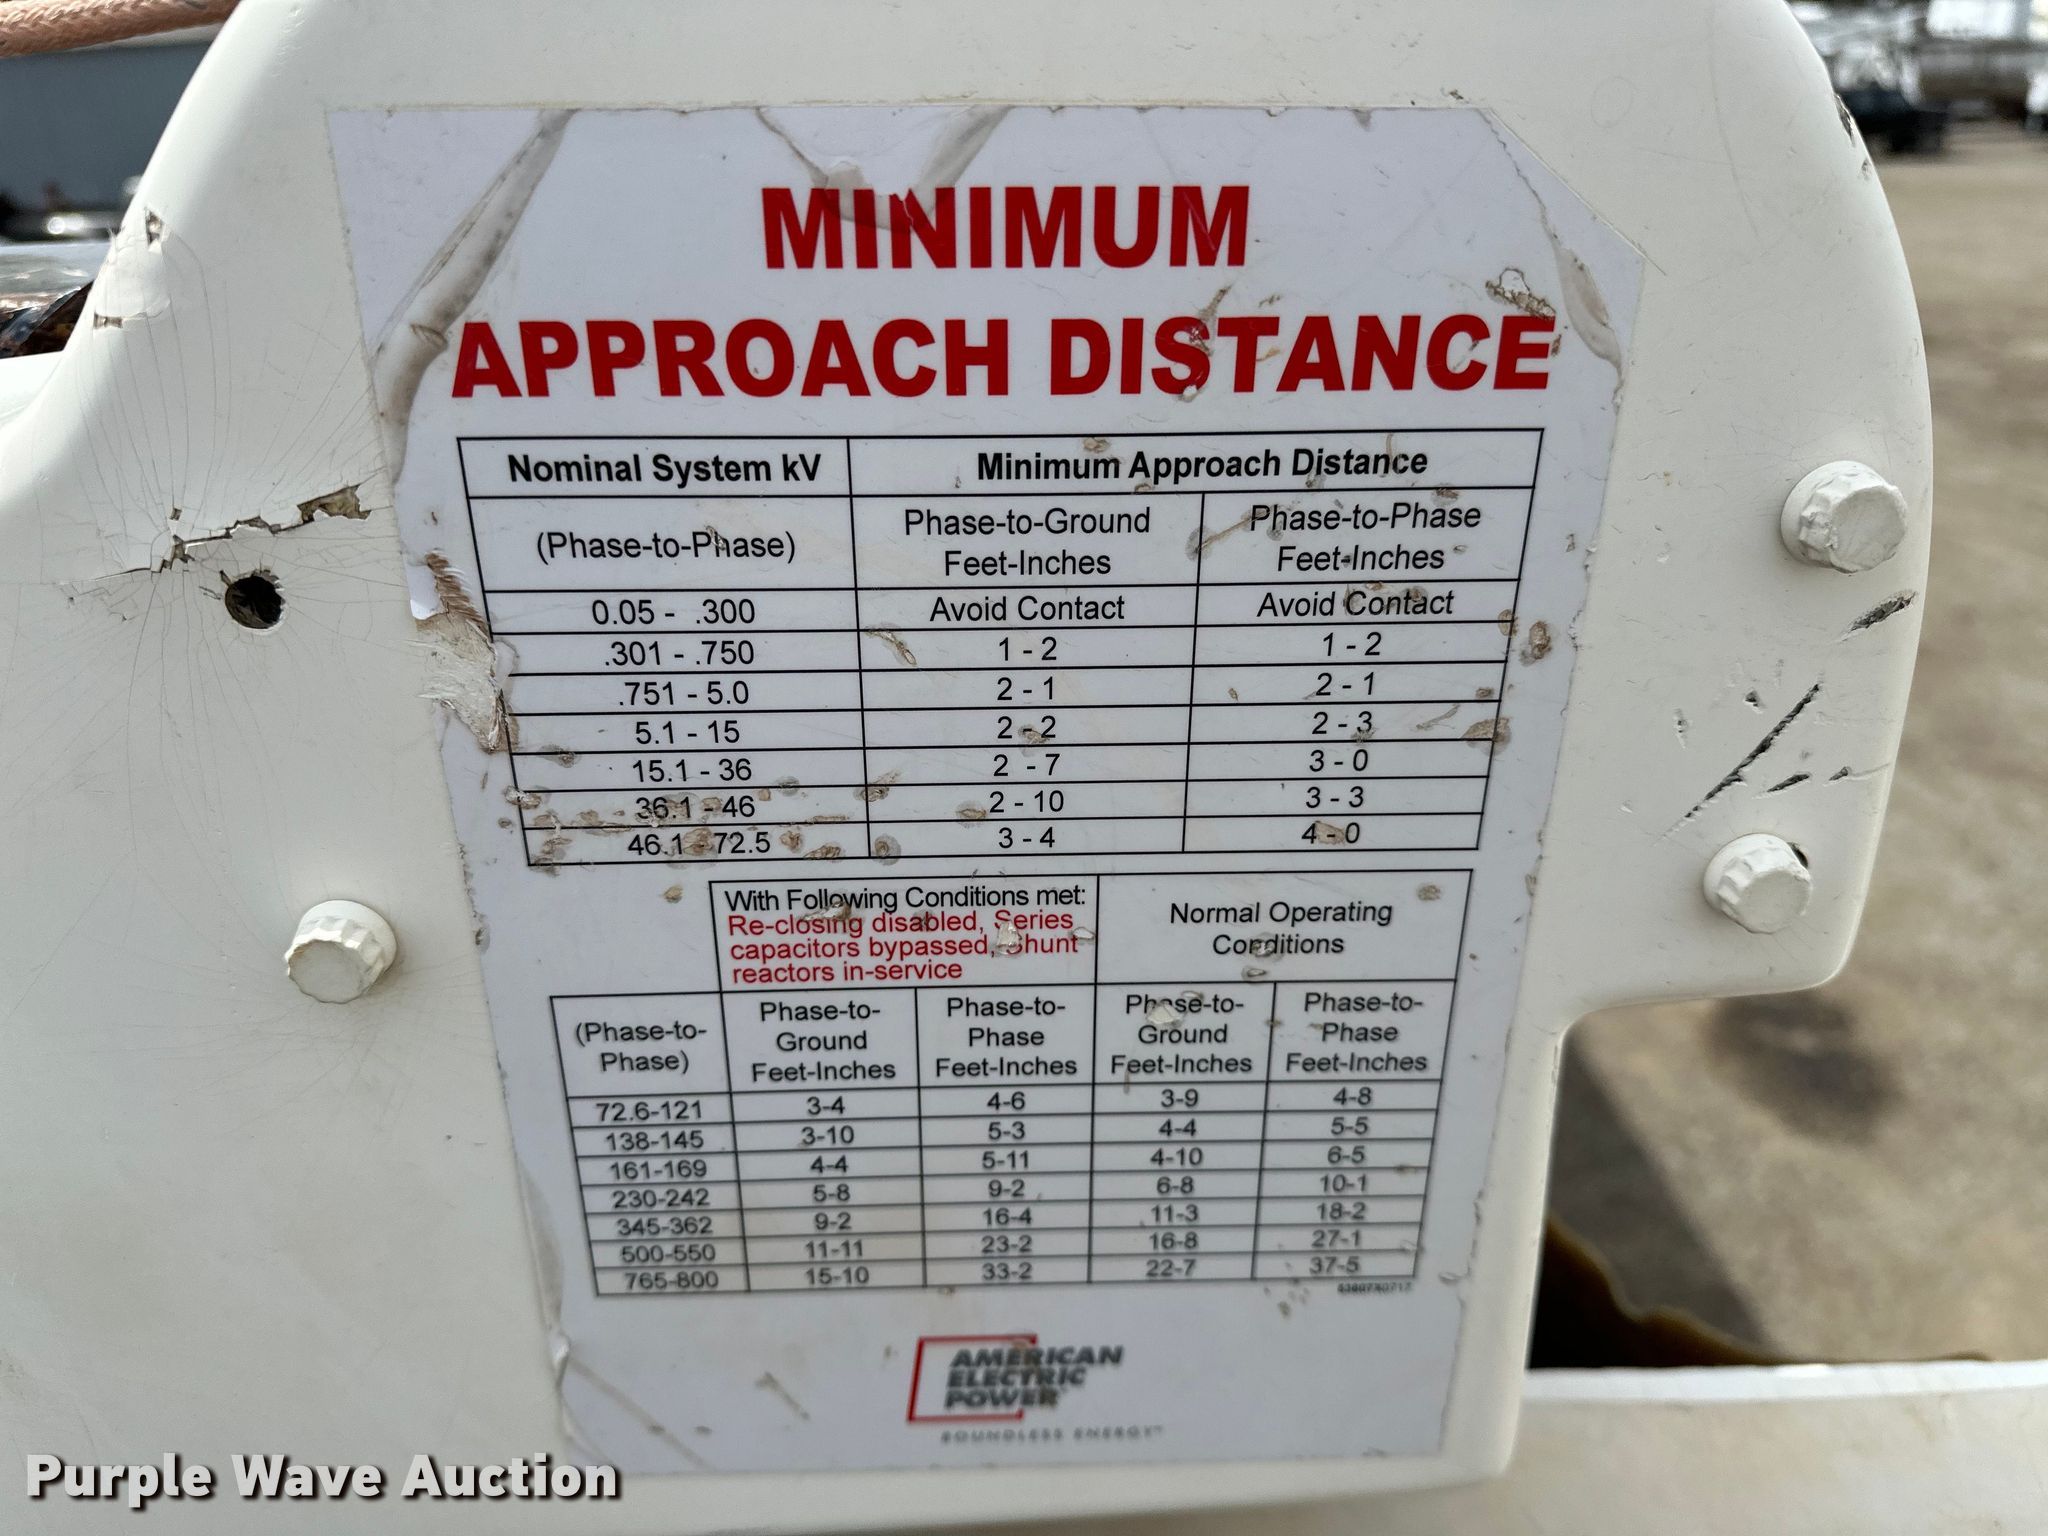 MINIMUM
APPROACH DISTANCE
Nominal System kV Minimum Approach Distance
(Phase-to-Phase) Phase-to-Ground Feet-Inches Phase-to-Phase Feet-Inches
0.05 - .300 Avoid Contact Avoid Contact
.301 - .750 1 - 2 1 - 2
.751 - 5.0 2 - 1 2 - 1
5.1 - 15 2 - 2 2 - 3
15.1 - 36 2 - 7 3 - 0
36.1 - 46 2 - 10 3 - 3
46.1 - 72.5 3 - 4 4 - 0
With Following Conditions met:
Re-closing disabled, Series
capacitors bypassed, Shunt
reactors in-service
Normal Operating
Conditions
(Phase-to-Phase) Phase-to-Ground Feet-Inches Phase-to-Phase Feet-Inches Phase-to-Ground Feet-Inches Phase-to-Phase Feet-Inches
72.6-121 3-4 4-6 3-9 4-8
138-145 3-10 5-3 4-4 5-5
161-169 4-4 5-11 4-10 6-5
230-242 5-8 9-2 6-8 10-1
345-362 9-2 16-4 11-3 18-2
500-550 11-11 23-2 16-8 27-1
765-800 15-10 33-2 22-7 37-5
AMERICAN
ELECTRIC
POWER
BOUNDLESS ENERGY
Purple Wave Auction